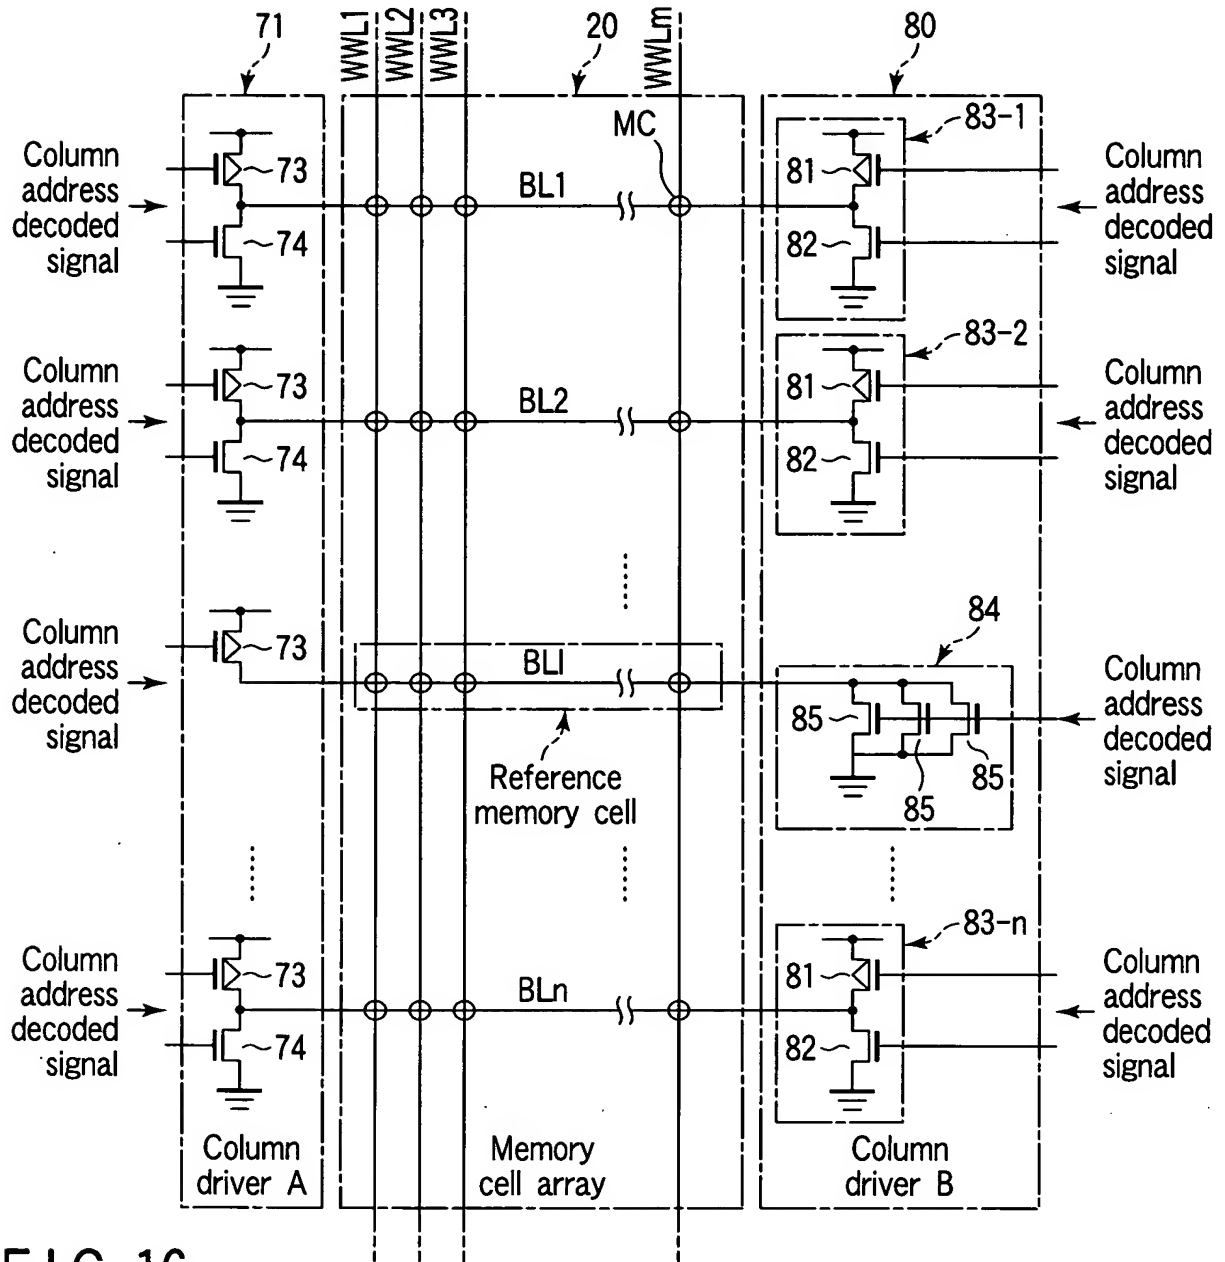 71
WWL1
WWL2
WWL3
20
WWLm
80
Column
address
decoded
signal
73
74
MC
BL1
83-1
81
82
Column
address
decoded
signal
Column
address
decoded
signal
73
74
BL2
83-2
81
82
Column
address
decoded
signal
Column
address
decoded
signal
73
BLl
Reference
memory cell
84
85
85
85
Column
address
decoded
signal
Column
address
decoded
signal
73
74
BLn
83-n
81
82
Column
address
decoded
signal
Column
driver A
Memory
cell array
Column
driver B
FIG. 16